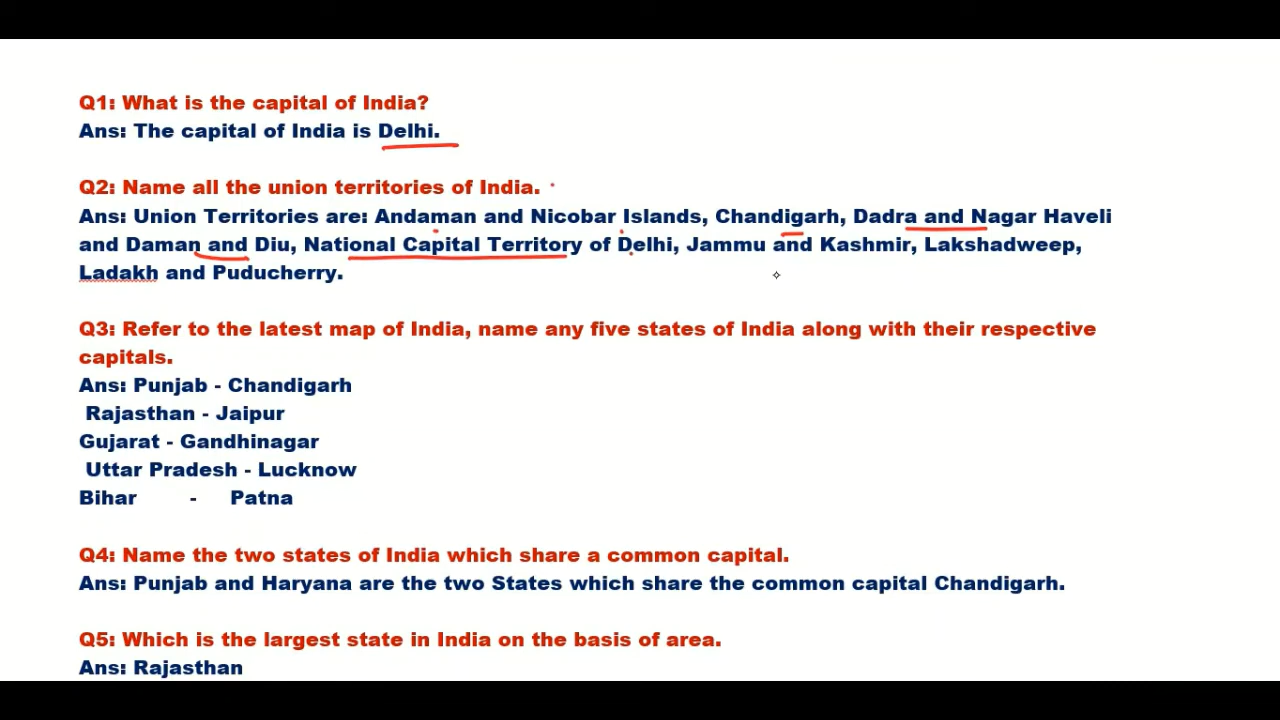 Q1: What is the capital of India?
Ans: The capital of India is Delhi.
Q2: Name all the union territories of India.
Ans: Union Territories are: Andaman and Nicobar Islands, Chandigarh, Dadra and Nagar Haveli
and Daman and Diu, National Capital Territory of Delhi, Jammu and Kashmir, Lakshadweep,
Ladakh and Puducherry.
Q3: Refer to the latest map of India, name any five states of India along with their respective
capitals.
Ans: Punjab - Chandigarh
Rajasthan - Jaipur
Gujarat - Gandhinagar
Uttar Pradesh - Lucknow
Bihar - Patna
Q4: Name the two states of India which share a common capital.
Ans: Punjab and Haryana are the two States which share the common capital Chandigarh.
Q5: Which is the largest state in India on the basis of area.
Ans: Rajasthan